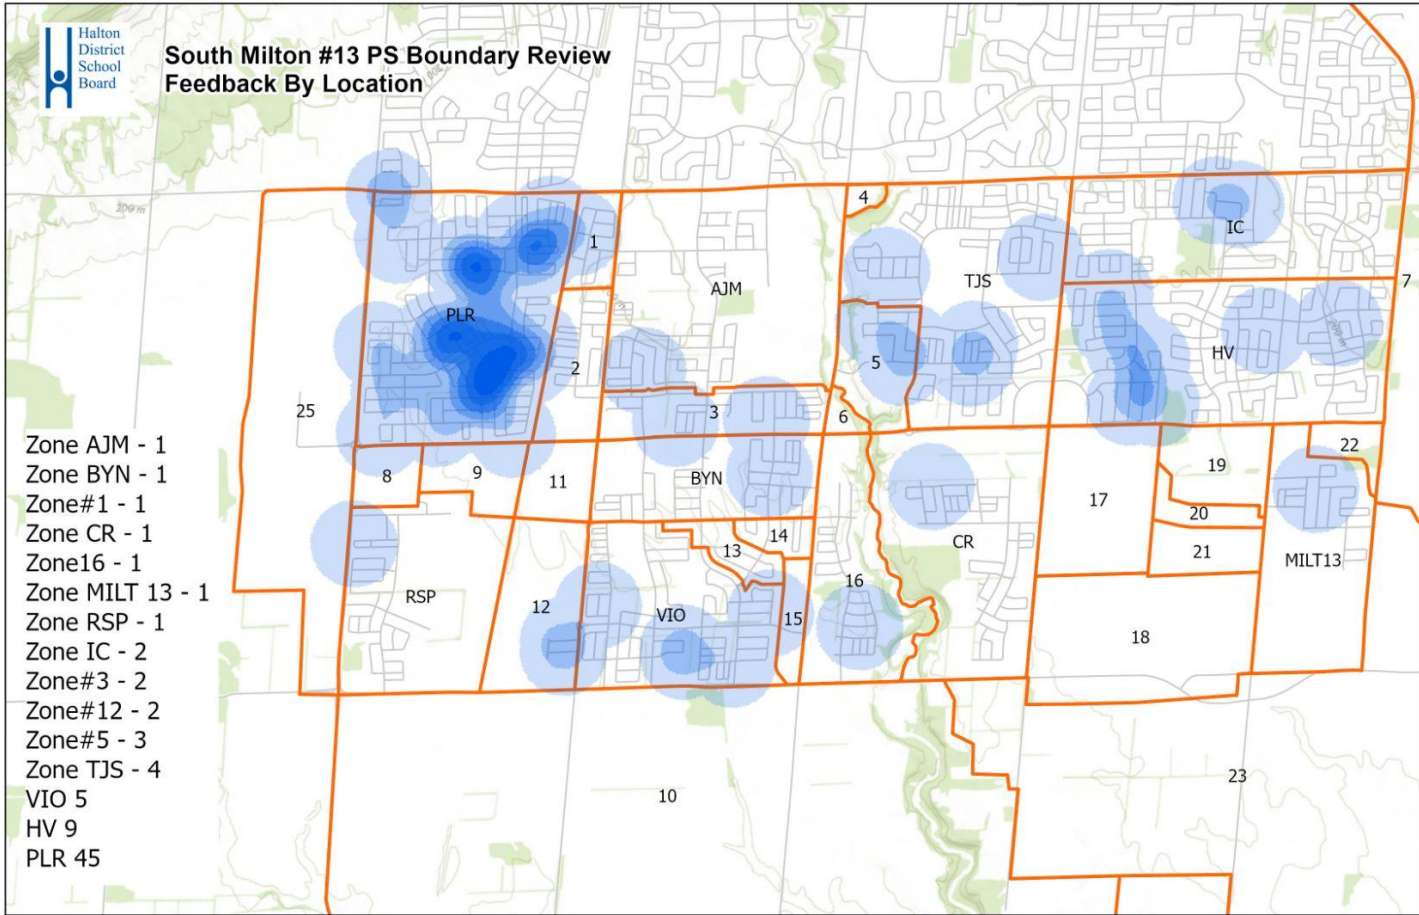 Halton
District
School
Board
South Milton #13 PS Boundary Review
Feedback By Location
200 m
4
1
IC
TJS
7
AJM
PLR
HV
2
5
25
3
6
22
Zone AJM - 1
Zone BYN - 1
Zone#1 - 1
Zone CR - 1
Zone16 - 1
Zone MILT 13 - 1
Zone RSP - 1
Zone IC - 2
Zone#3 - 2
Zone#12 - 2
Zone#5 - 3
Zone TJS - 4
VIO 5
HV 9
PLR 45
8
9
11
BYN
19
17
20
14
13
CR
21
MILT13
16
RSP
12
VIO
15
18
10
23